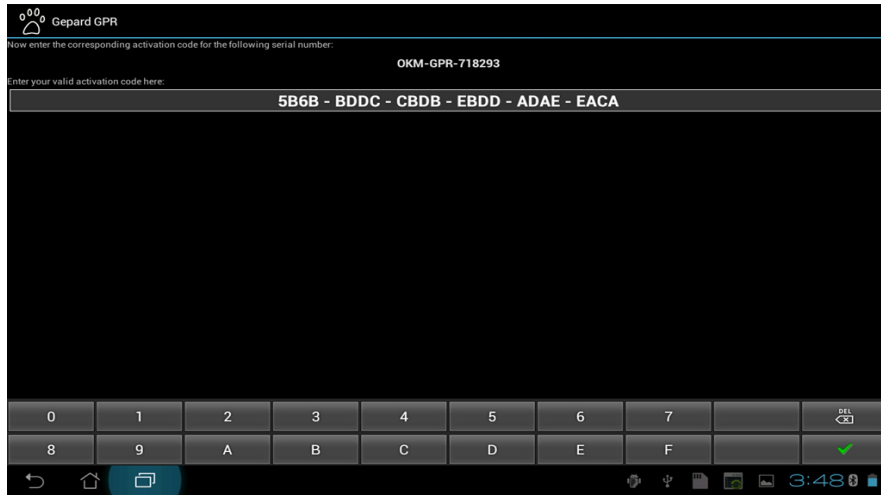 Gepard GPR
Now enter the corresponding activation code for the following serial number:
OKM-GPR-718293
Enter your valid activation code here:
5B6B - BDDC - CBDB - EBDD - ADAE - EACA
0 1 2 3 4 5 6 7 DEL
8 9 A B C D E F
3:48